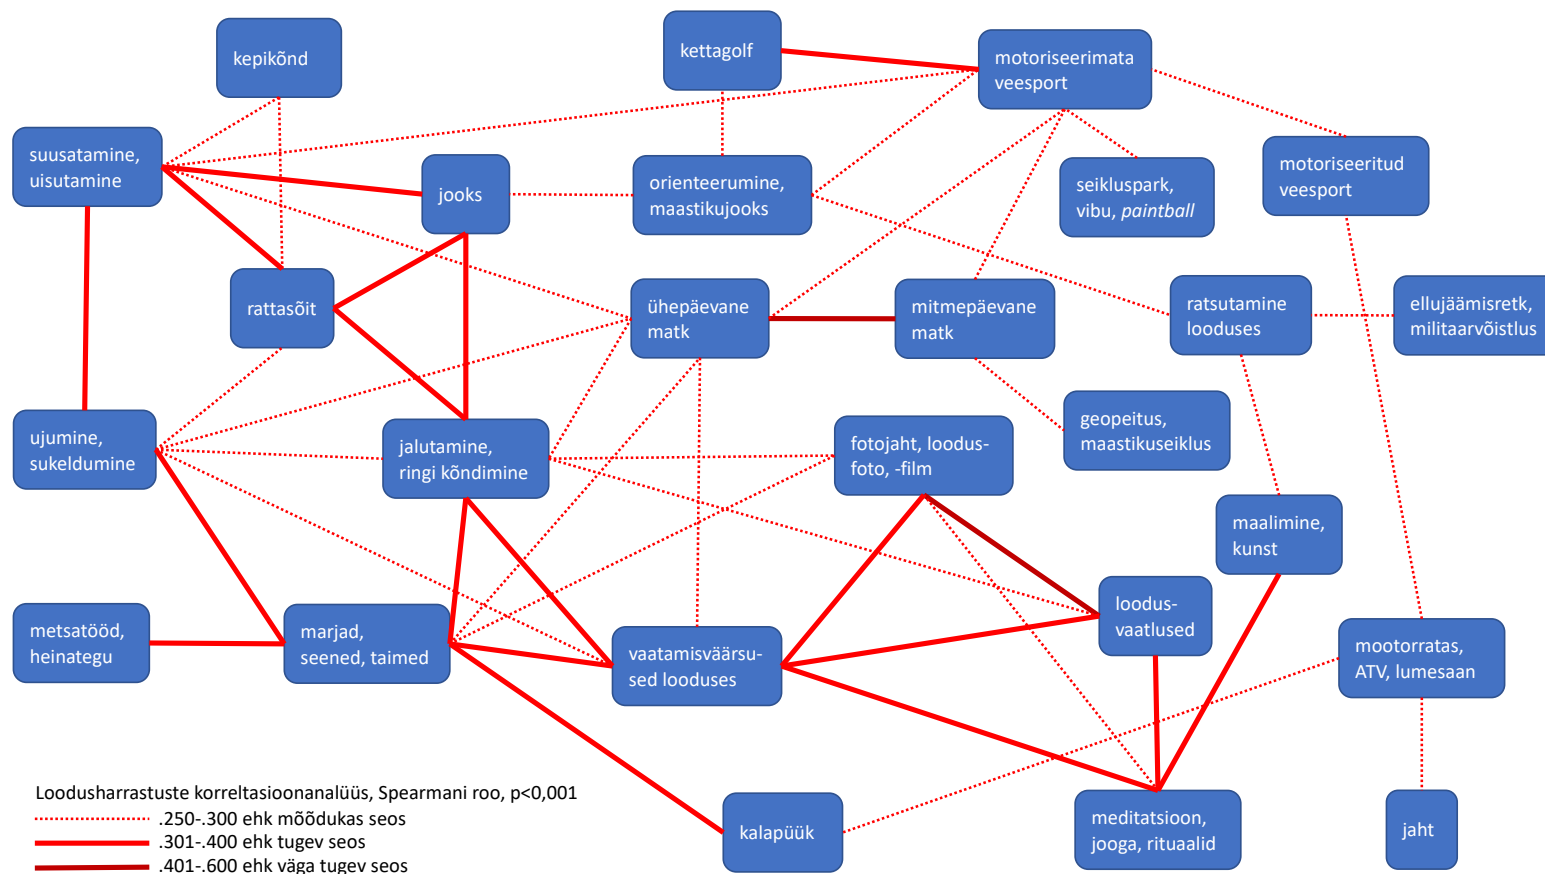 kepikõnd
kettagolf
motoriseerimata
veesport
suusatamine,
uisutamine
jooks
orienteerumine,
maastikujooks
seikluspark,
vibu, paintball
motoriseeritud
veesport
rattasõit
ühepäevane
matk
mitmepäevane
matk
ratsutamine
looduses
ellujäämisretk,
militaarvõistlus
ujumine,
sukeldumine
jalutamine,
ringi kõndimine
fotojaht, loodus-
foto, -film
geopeitus,
maastikuseiklus
maalimine,
kunst
metsatööd,
heinategu
marjad,
seened, taimed
vaatamisväärsu-
sed looduses
loodus-
vaatlused
mootorratas,
ATV, lumesaan
kalapüük
meditatsioon,
jooga, rituaalid
jaht
Loodusharrastuste korreltasioonanalüüs, Spearmani roo, p<0,001
.250-.300 ehk mõõdukas seos
.301-.400 ehk tugev seos
.401-.600 ehk väga tugev seos